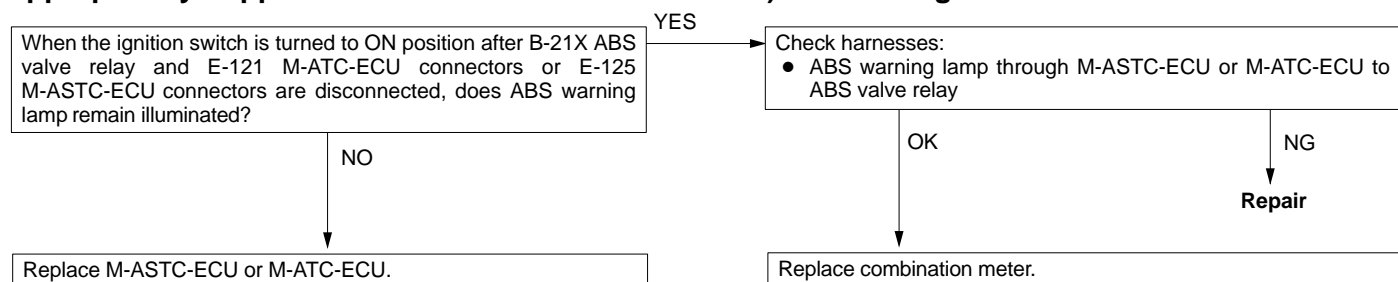 YES
When the ignition switch is turned to ON position after B-21X ABS
valve relay and E-121 M-ATC-ECU connectors or E-125
M-ASTC-ECU connectors are disconnected, does ABS warning
lamp remain illuminated?
Check harnesses:
● ABS warning lamp through M-ASTC-ECU or M-ATC-ECU to
ABS valve relay
NO
OK
NG
Repair
Replace M-ASTC-ECU or M-ATC-ECU.
Replace combination meter.